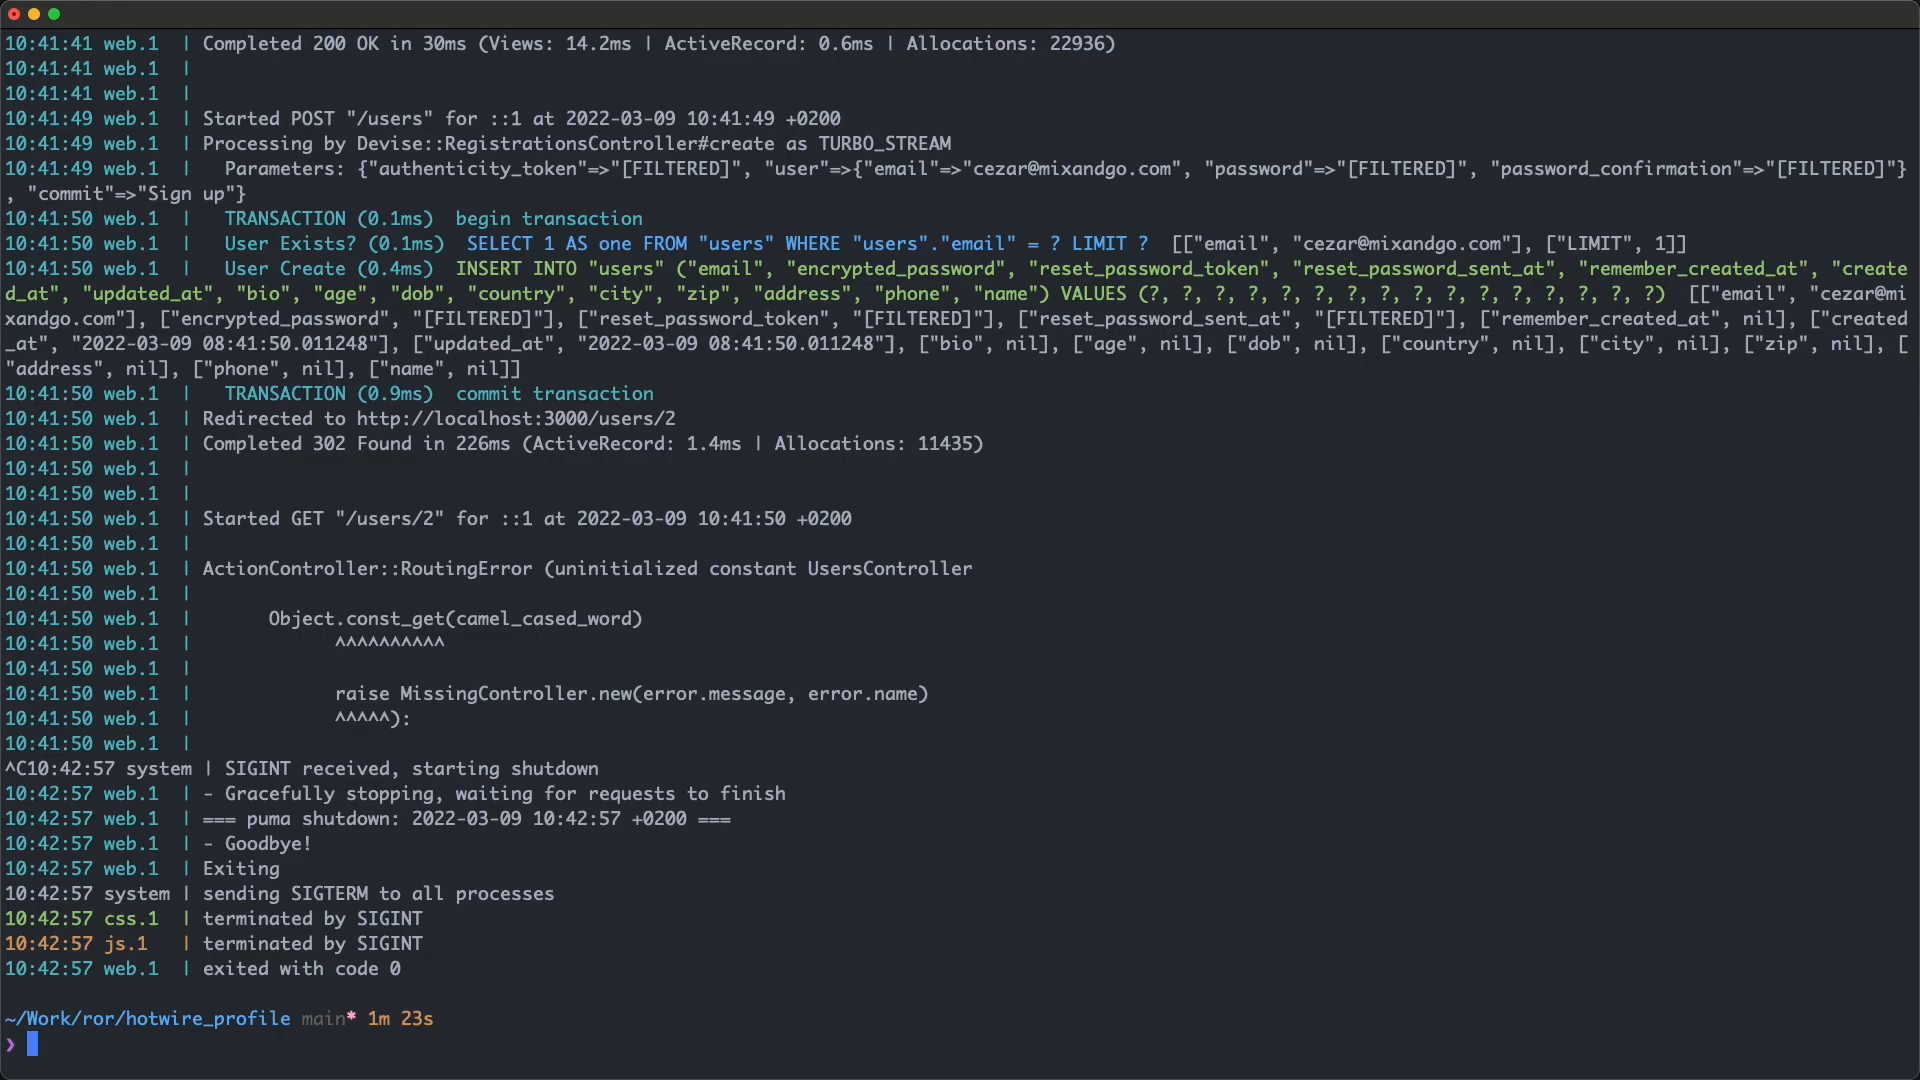 10:41:41 web.1  | Completed 200 OK in 30ms (Views: 14.2ms | ActiveRecord: 0.6ms | Allocations: 22936)
10:41:41 web.1  |
10:41:41 web.1  |
10:41:49 web.1  | Started POST "/users" for ::1 at 2022-03-09 10:41:49 +0200
10:41:49 web.1  | Processing by Devise::RegistrationsController#create as TURBO_STREAM
10:41:49 web.1  |   Parameters: {"authenticity_token"=>"[FILTERED]", "user"=>{"email"=>"cezar@mixandgo.com", "password"=>"[FILTERED]", "password_confirmation"=>"[FILTERED]"}
, "commit"=>"Sign up"}
10:41:50 web.1  |   TRANSACTION (0.1ms)  begin transaction
10:41:50 web.1  |   User Exists? (0.1ms)  SELECT 1 AS one FROM "users" WHERE "users"."email" = ? LIMIT ?  [["email", "cezar@mixandgo.com"], ["LIMIT", 1]]
10:41:50 web.1  |   User Create (0.4ms)  INSERT INTO "users" ("email", "encrypted_password", "reset_password_token", "reset_password_sent_at", "remember_created_at", "create
d_at", "updated_at", "bio", "age", "dob", "country", "city", "zip", "address", "phone", "name") VALUES (?, ?, ?, ?, ?, ?, ?, ?, ?, ?, ?, ?, ?, ?, ?, ?)  [["email", "cezar@mi
xandgo.com"], ["encrypted_password", "[FILTERED]"], ["reset_password_token", "[FILTERED]"], ["reset_password_sent_at", "[FILTERED]"], ["remember_created_at", nil], ["created
_at", "2022-03-09 08:41:50.011248"], ["updated_at", "2022-03-09 08:41:50.011248"], ["bio", nil], ["age", nil], ["dob", nil], ["country", nil], ["city", nil], ["zip", nil], [
"address", nil], ["phone", nil], ["name", nil]]
10:41:50 web.1  |   TRANSACTION (0.9ms)  commit transaction
10:41:50 web.1  | Redirected to http://localhost:3000/users/2
10:41:50 web.1  | Completed 302 Found in 226ms (ActiveRecord: 1.4ms | Allocations: 11435)
10:41:50 web.1  |
10:41:50 web.1  |
10:41:50 web.1  | Started GET "/users/2" for ::1 at 2022-03-09 10:41:50 +0200
10:41:50 web.1  |
10:41:50 web.1  | ActionController::RoutingError (uninitialized constant UsersController
10:41:50 web.1  |
10:41:50 web.1  |       Object.const_get(camel_cased_word)
10:41:50 web.1  |             ^^^^^^^^^^
10:41:50 web.1  |
10:41:50 web.1  |             raise MissingController.new(error.message, error.name)
10:41:50 web.1  |             ^^^^^):
10:41:50 web.1  |
^C10:42:57 system | SIGINT received, starting shutdown
10:42:57 web.1  | - Gracefully stopping, waiting for requests to finish
10:42:57 web.1  | === puma shutdown: 2022-03-09 10:42:57 +0200 ===
10:42:57 web.1  | - Goodbye!
10:42:57 web.1  | Exiting
10:42:57 system | sending SIGTERM to all processes
10:42:57 css.1  | terminated by SIGINT
10:42:57 js.1   | terminated by SIGINT
10:42:57 web.1  | exited with code 0
~/Work/ror/hotwire_profile main* 1m 23s
❯